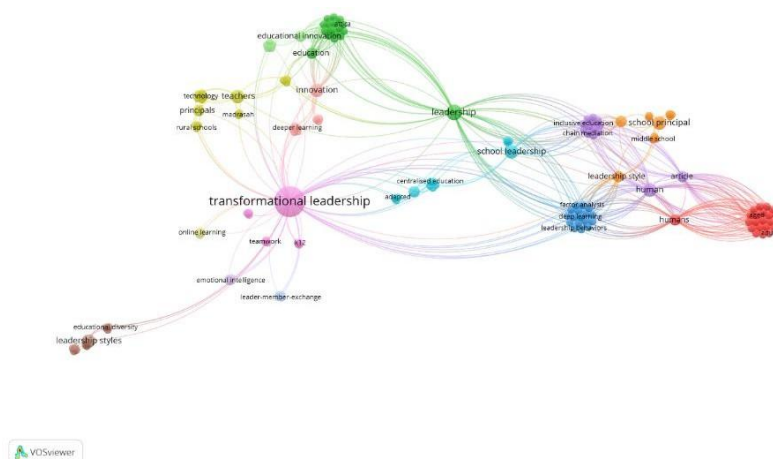 educational innovation
education
technology
teachers
innovation
principals
madrasah
rural schools
deeper learning
leadership
inclusive education
chain mediation
school principal
middle school
school leadership
leadership style
article
centralised education
human
adapted
transformational leadership
factor analysis
deep learning
humans
leadership behaviors
online learning
teamwork
k12
emotional intelligence
leader-member-exchange
educational diversity
leadership styles
VOSviewer